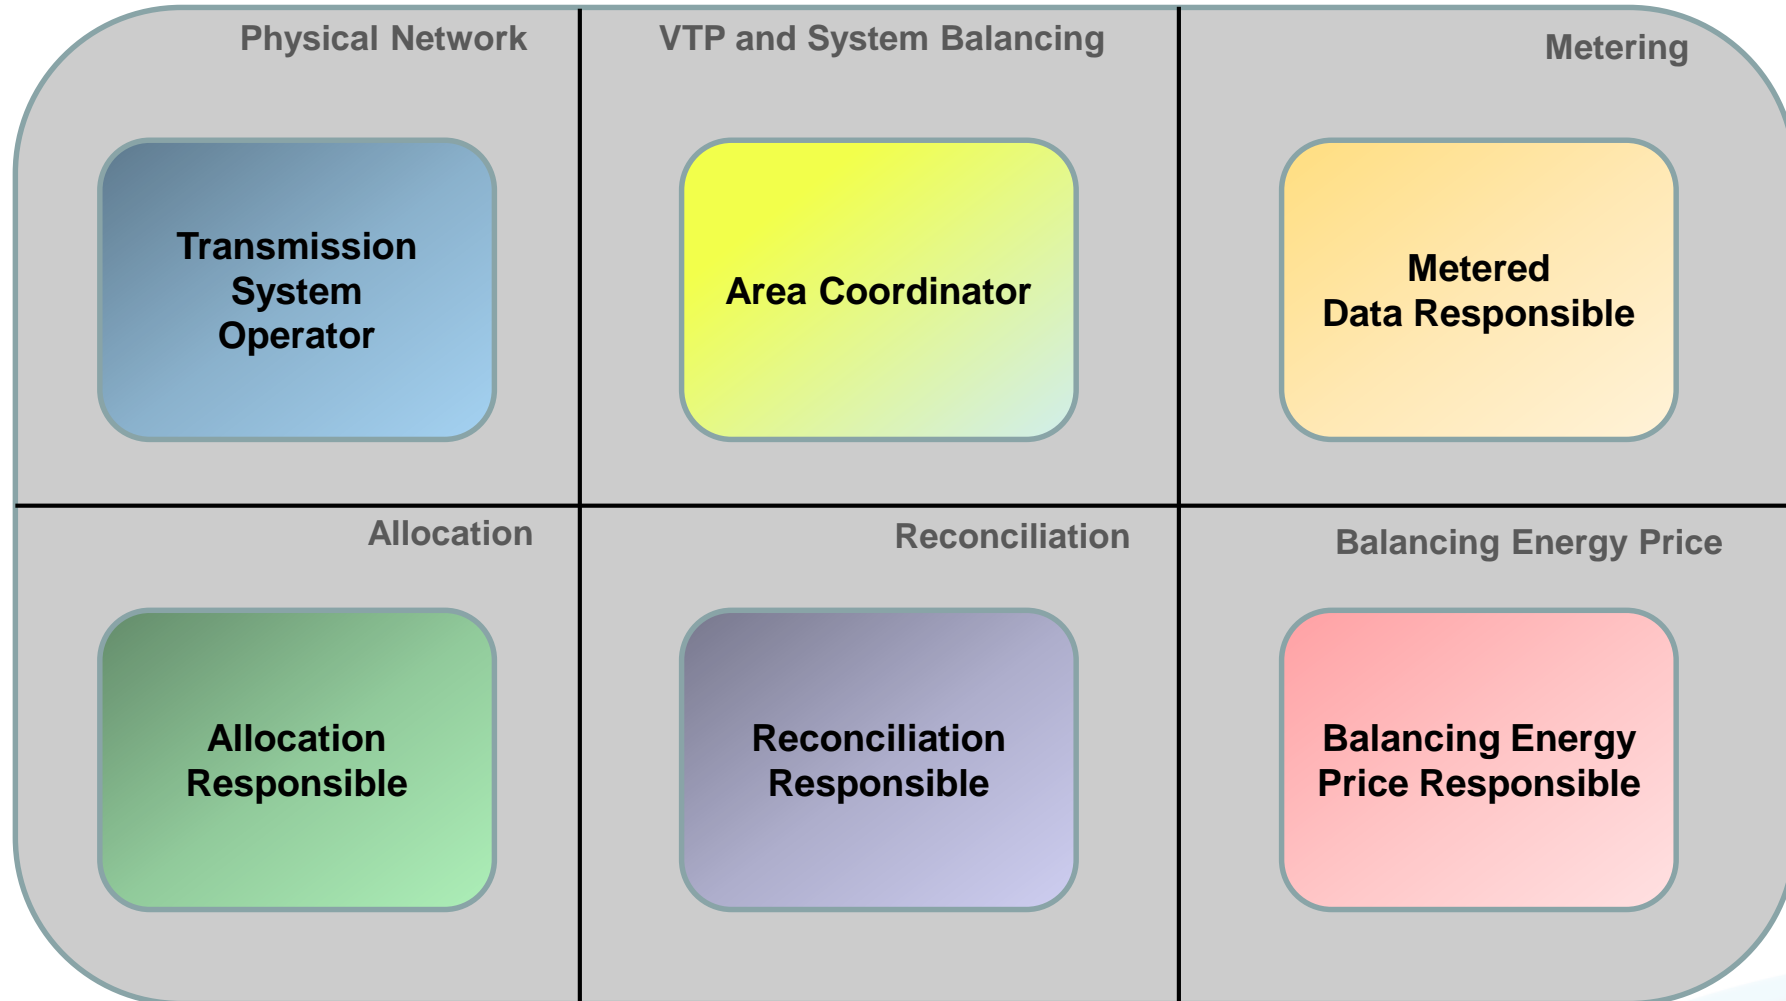 Physical Network
VTP and System Balancing
Metering
Transmission
System
Operator
Area Coordinator
Metered
Data Responsible
Allocation
Reconciliation
Balancing Energy Price
Allocation
Responsible
Reconciliation
Responsible
Balancing Energy
Price Responsible